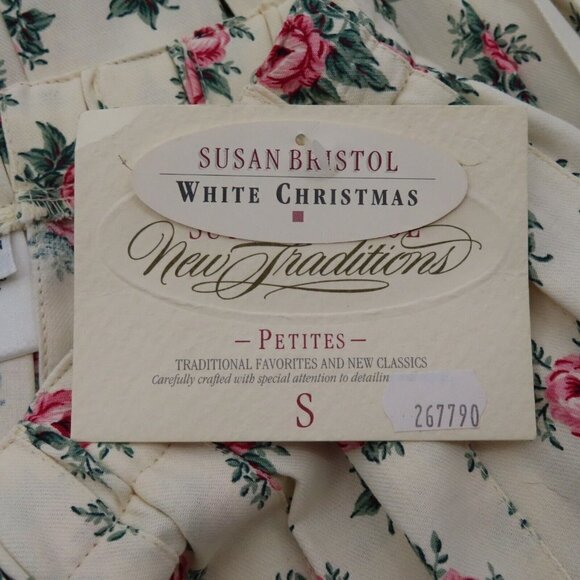 SUSAN BRISTOL
WHITE CHRISTMAS
New Traditions
– PETITES –
TRADITIONAL FAVORITES AND NEW CLASSICS
Carefully crafted with special attention to detailin
S
267790